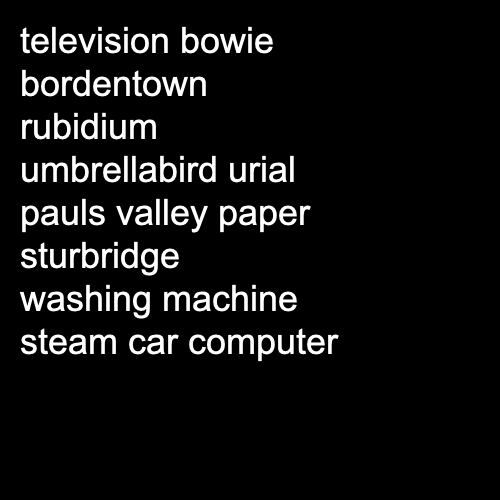 television bowie
bordentown
rubidium
umbrellabird urial
pauls valley paper
sturbridge
washing machine
steam car computer